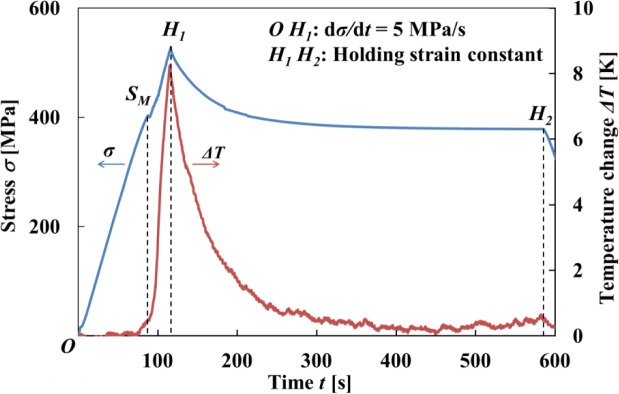 600
400
200
O
Stress σ [MPa]
H1
SM
σ
ΔT
H2
O H1: dσ/dt = 5 MPa/s
H1 H2: Holding strain constant
10
8
6
4
2
0
Temperature change ΔT [K]
100
200
300
400
500
600
Time t [s]